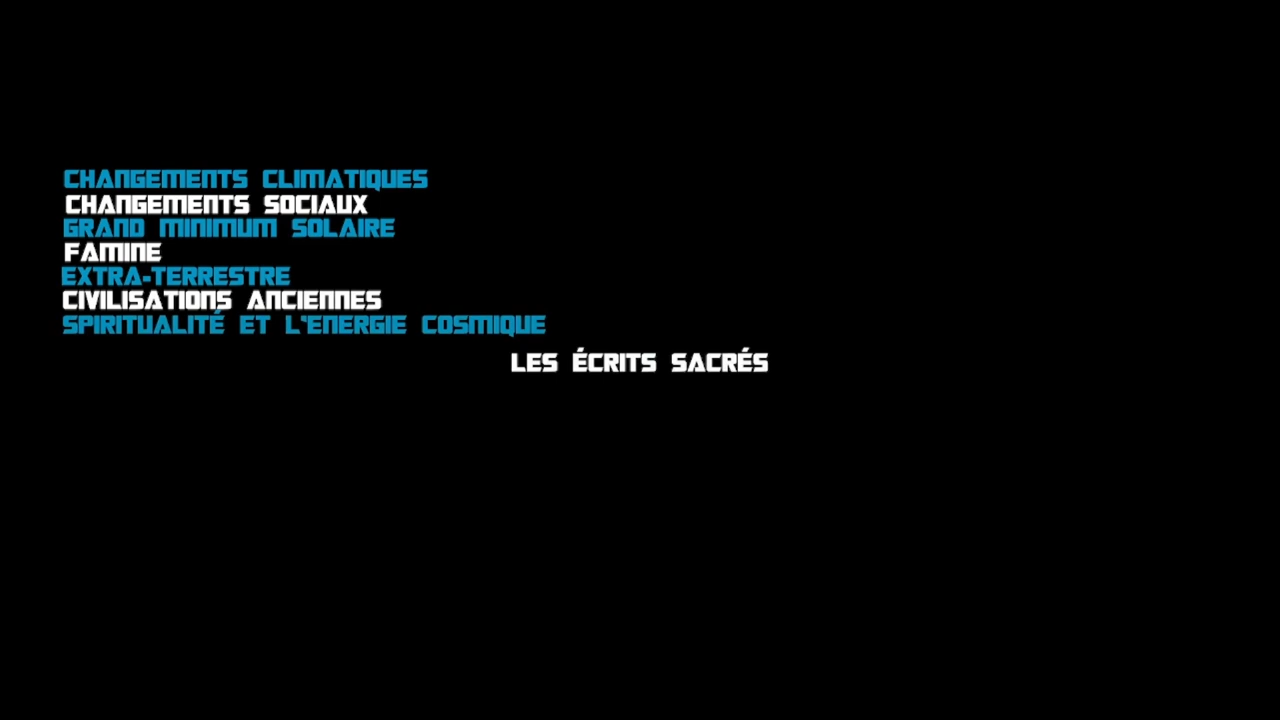 CHANGEMENTS CLIMATIQUES
CHANGEMENTS SOCIAUX
GRAND MINIMUM SOLAIRE
FAMINE
EXTRA-TERRESTRE
CIVILISATIONS ANCIENNES
SPIRITUALITÉ ET L'ENERGIE COSMIQUE
LES ÉCRITS SACRÉS